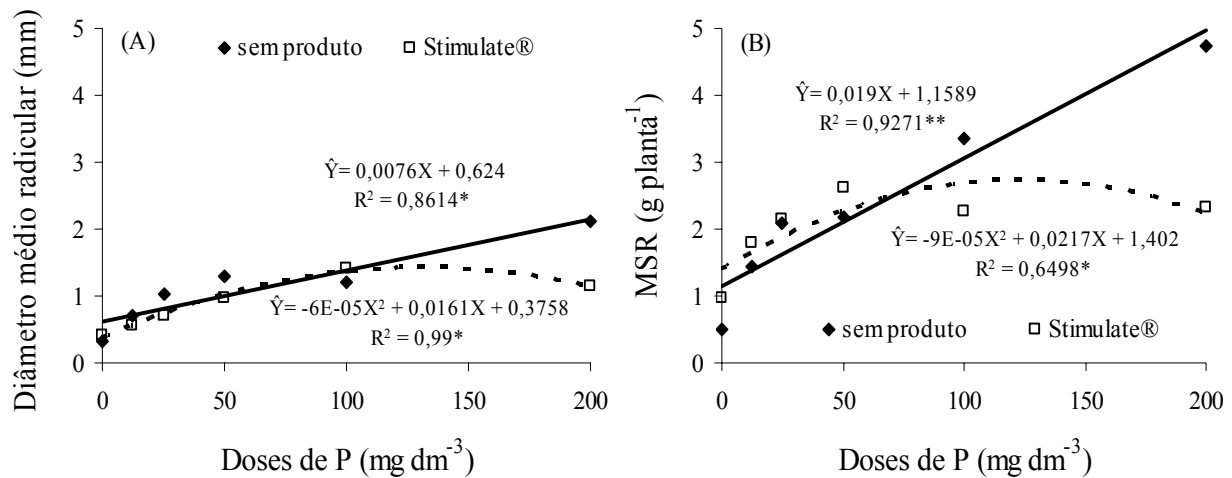 (A)
◆ sem produto □ Stimulate®
Diâmetro médio radicular (mm)
5
4
3
2
1
0
Ŷ= 0,0076X + 0,624
R² = 0,8614*
Ŷ= -6E-05X² + 0,0161X + 0,3758
R² = 0,99*
0 50 100 150 200
Doses de P (mg dm⁻³)
(B)
MSR (g planta⁻¹)
5
4
3
2
1
0
Ŷ= 0,019X + 1,1589
R² = 0,9271**
Ŷ= -9E-05X² + 0,0217X + 1,402
R² = 0,6498*
◆ sem produto □ Stimulate®
0 50 100 150 200
Doses de P (mg dm⁻³)